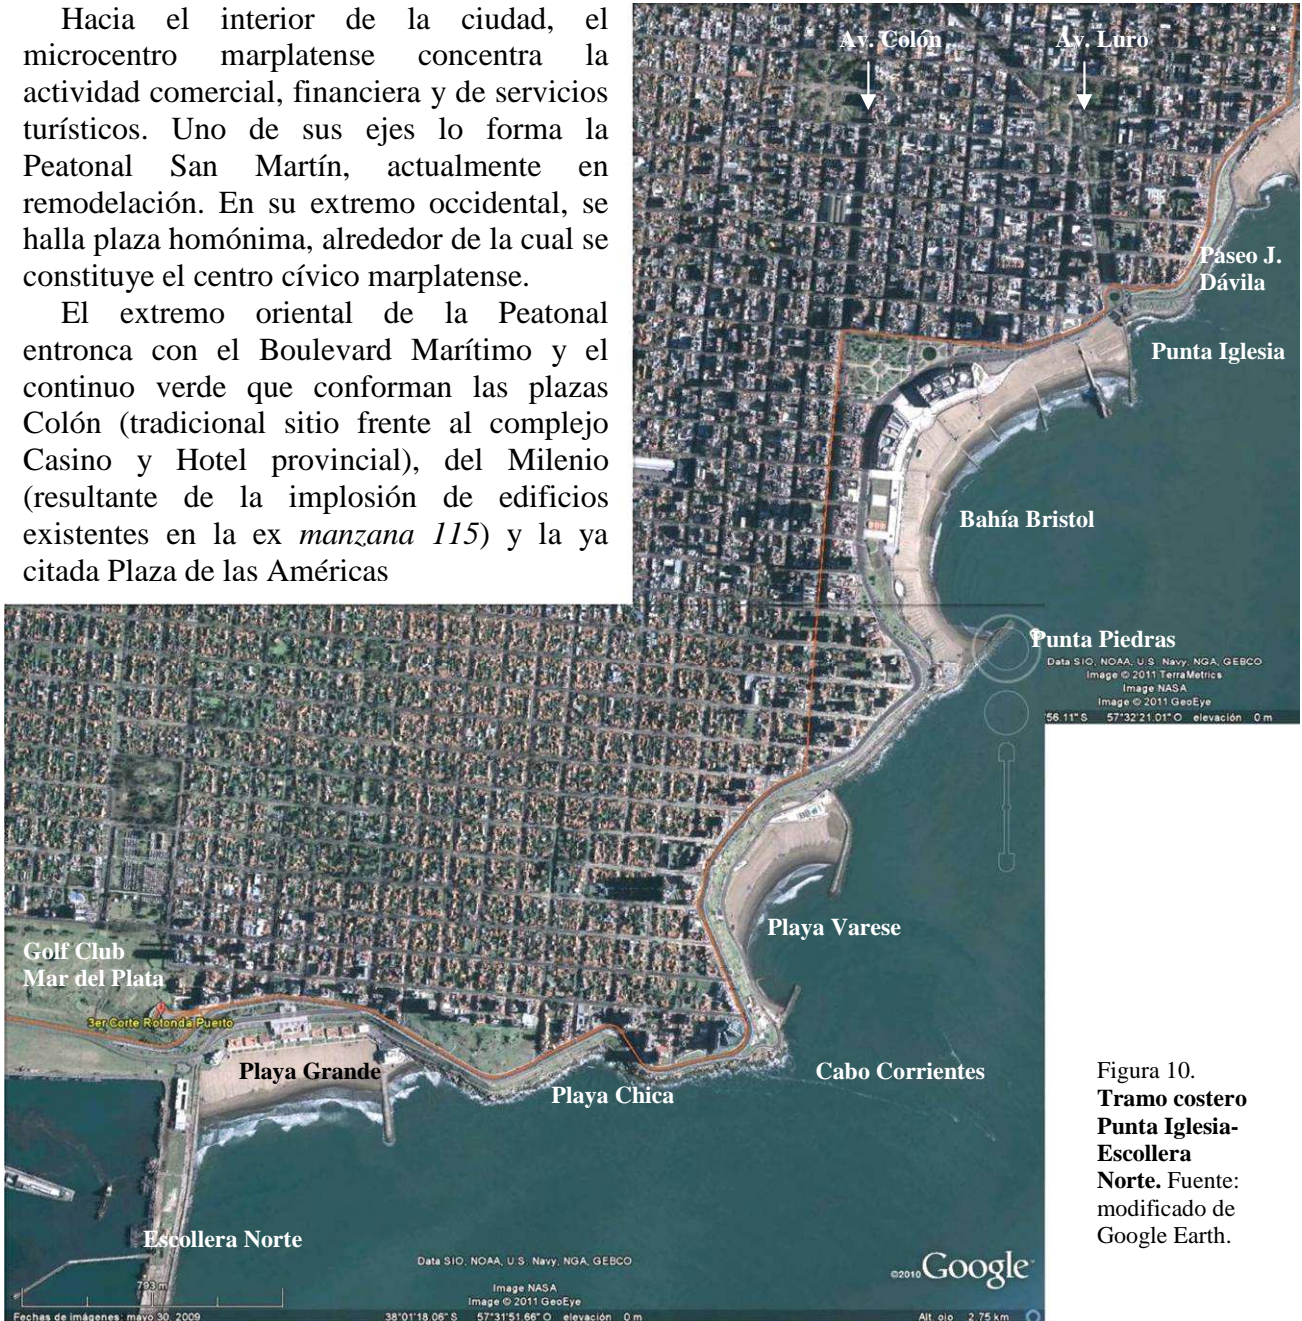 Hacia el interior de la ciudad, el
microcentro marplatense concentra la
actividad comercial, financiera y de servicios
turísticos. Uno de sus ejes lo forma la
Peatonal San Martín, actualmente en
remodelación. En su extremo occidental, se
halla plaza homónima, alrededor de la cual se
constituye el centro cívico marplatense.
El extremo oriental de la Peatonal
entronca con el Boulevard Marítimo y el
continuo verde que conforman las plazas
Colón (tradicional sitio frente al complejo
Casino y Hotel provincial), del Milenio
(resultante de la implosión de edificios
existentes en la ex manzana 115) y la ya
citada Plaza de las Américas
Av. Colón
Av. Luro
Paseo J.
Dávila
Punta Iglesia
Bahía Bristol
Punta Piedras
Data SIO, NOAA, U.S. Navy, NGA, GEBCO
Image © 2011 TerraMetrics
Image NASA
Image © 2011 GeoEye
'56.11" S 57°32'21.01" O elevación 0 m
Playa Varese
Golf Club
Mar del Plata
3er Corte Rotonda Puerto
Playa Grande
Playa Chica
Cabo Corrientes
Escollera Norte
Data SIO, NOAA, U.S. Navy, NGA, GEBCO
Image NASA
Image © 2011 GeoEye
©2010 Google
793 m
Fechas de imágenes: mayo 30, 2009
38°01'18.06" S 57°31'51.66" O elevación 0 m
Alt. ojo 2.75 km
Figura 10.
Tramo costero
Punta Iglesia-
Escollera
Norte. Fuente:
modificado de
Google Earth.